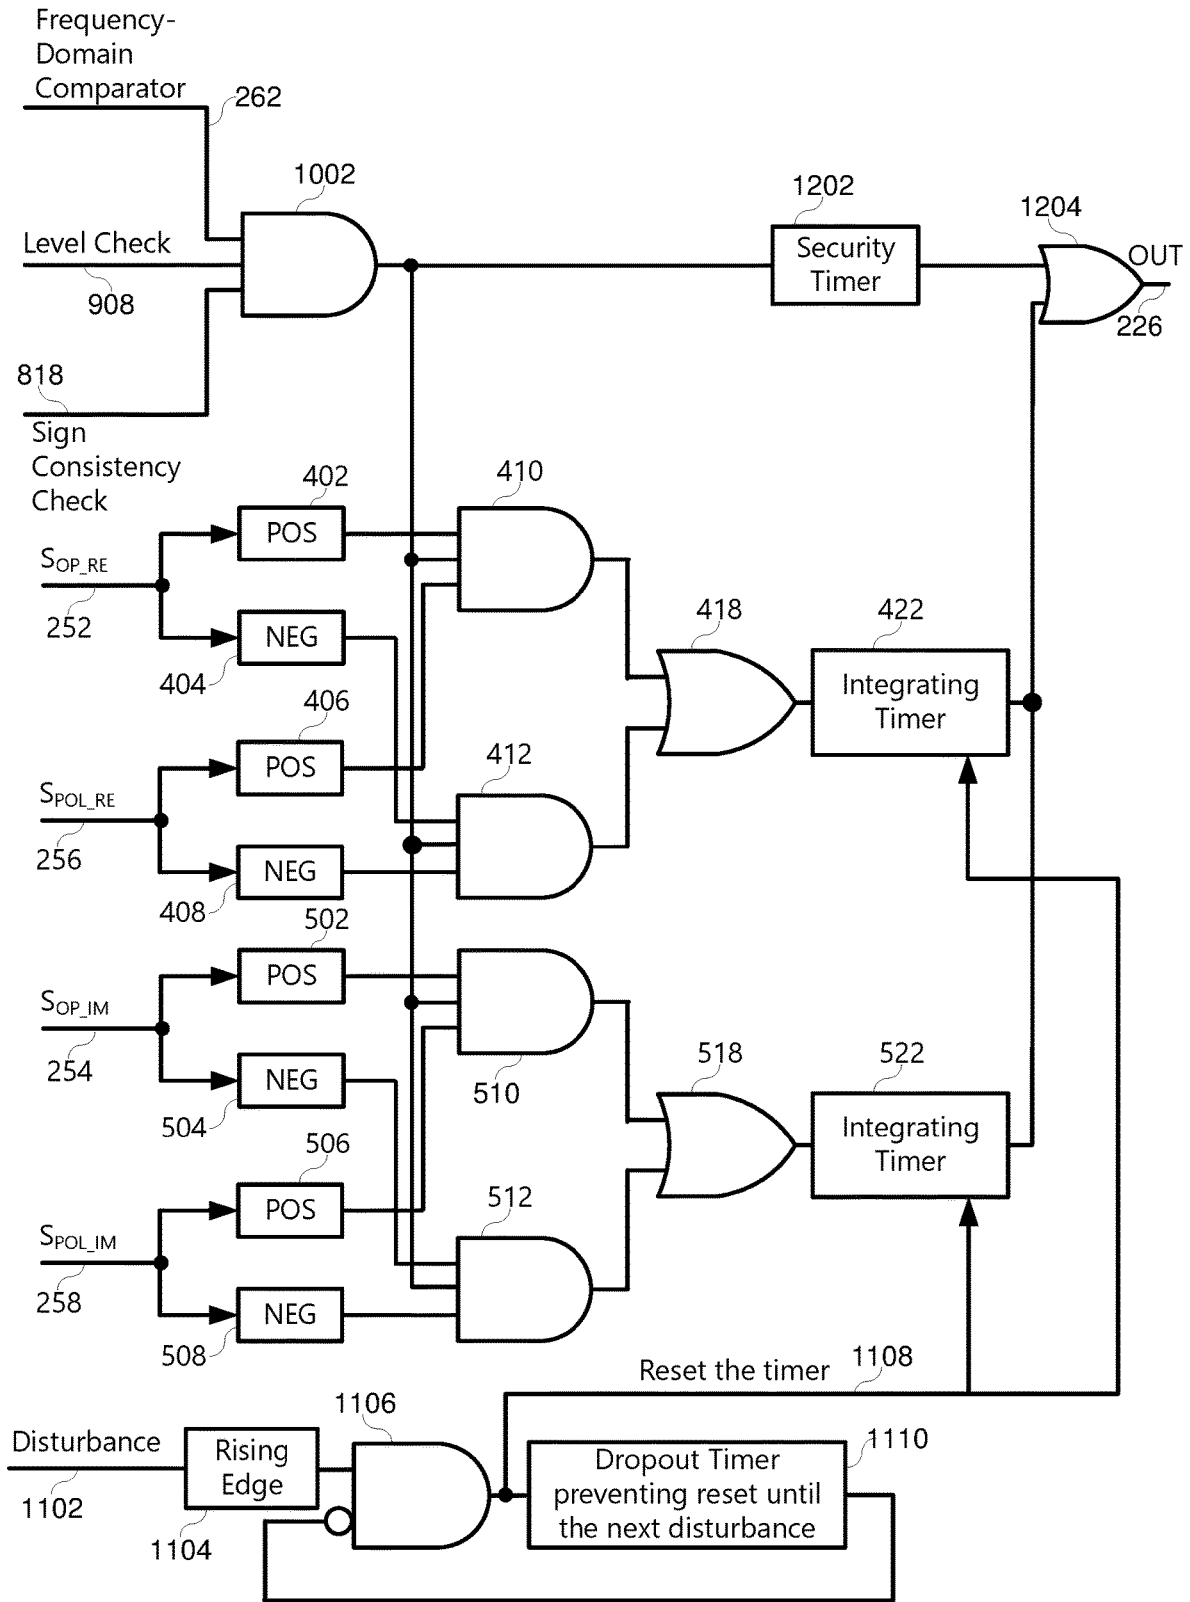 Frequency-
Domain
Comparator
262
1002
1202
1204
Level Check
Security
Timer
OUT
908
226
818
Sign
Consistency
Check
402
410
POS
S_OP_RE
252
NEG
404
418
422
406
Integrating
Timer
POS
412
S_POL_RE
256
NEG
408
502
POS
S_OP_IM
254
NEG
504
510
518
522
506
Integrating
Timer
POS
512
S_POL_IM
258
NEG
508
Reset the timer
1108
1106
1110
Disturbance
Rising
Edge
Dropout Timer
preventing reset until
the next disturbance
1102
1104